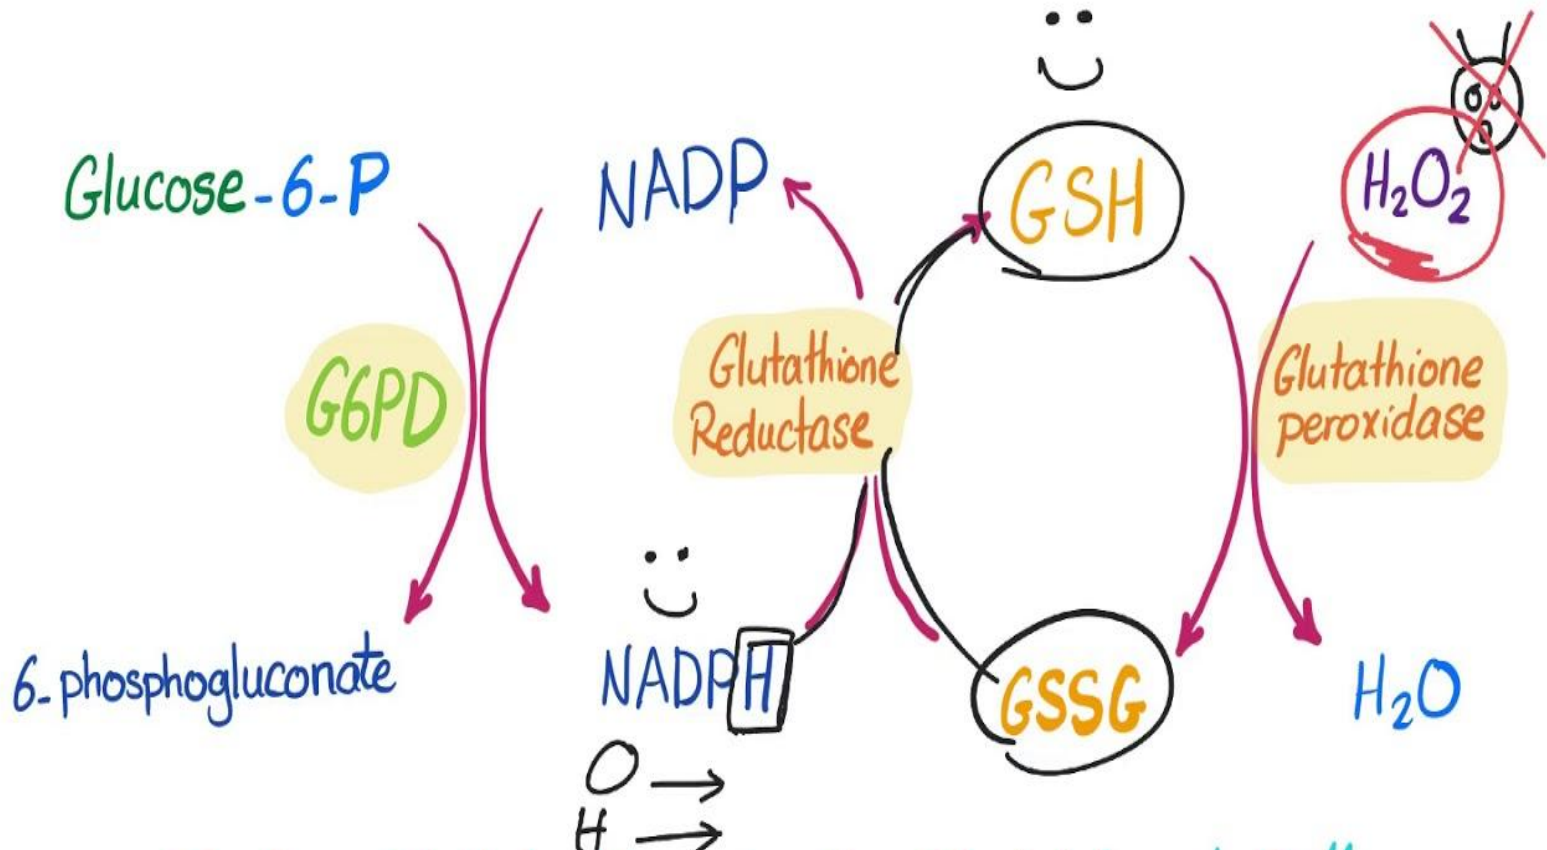 Glucose-6-P
NADP
GSH
H₂O₂
G6PD
Glutathione
Reductase
Glutathione
peroxidase
6-phosphogluconate
NADPH
GSSG
H₂O
O →
H →